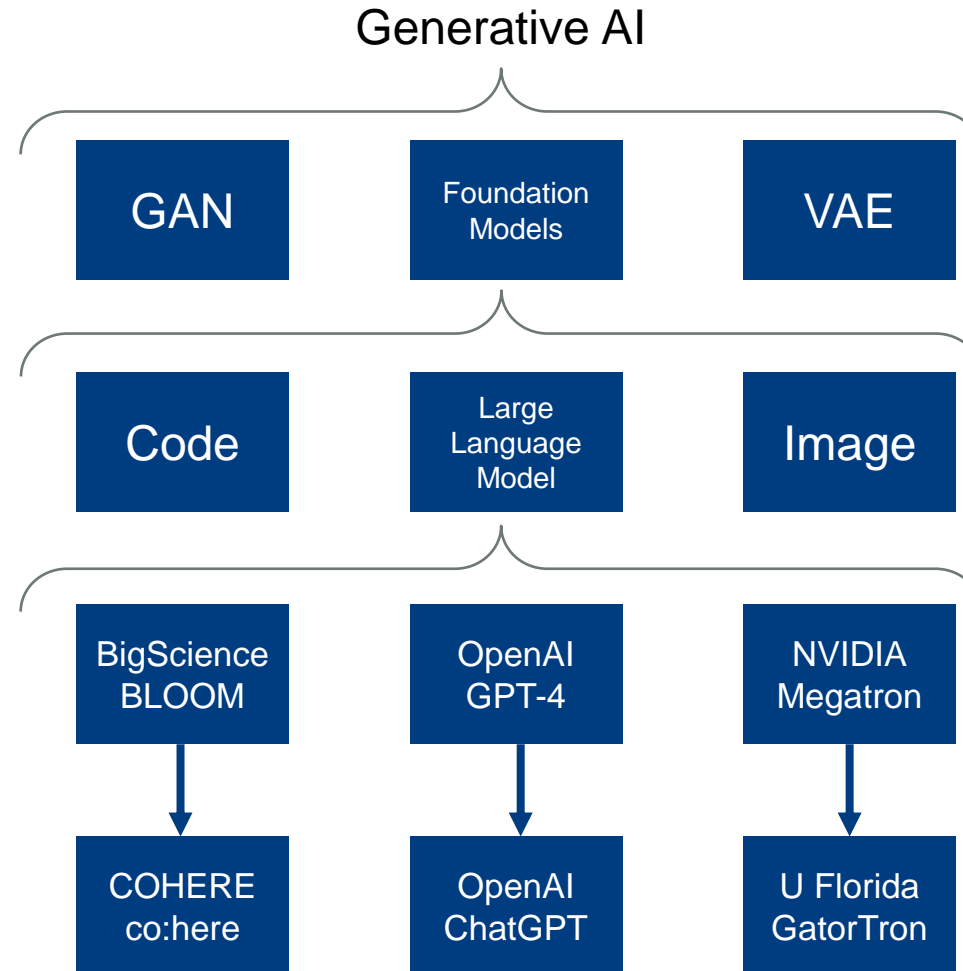 Generative AI
GAN
Foundation
Models
VAE
Code
Large
Language
Model
Image
BigScience
BLOOM
OpenAI
GPT-4
NVIDIA
Megatron
COHERE
co:here
OpenAI
ChatGPT
U Florida
GatorTron